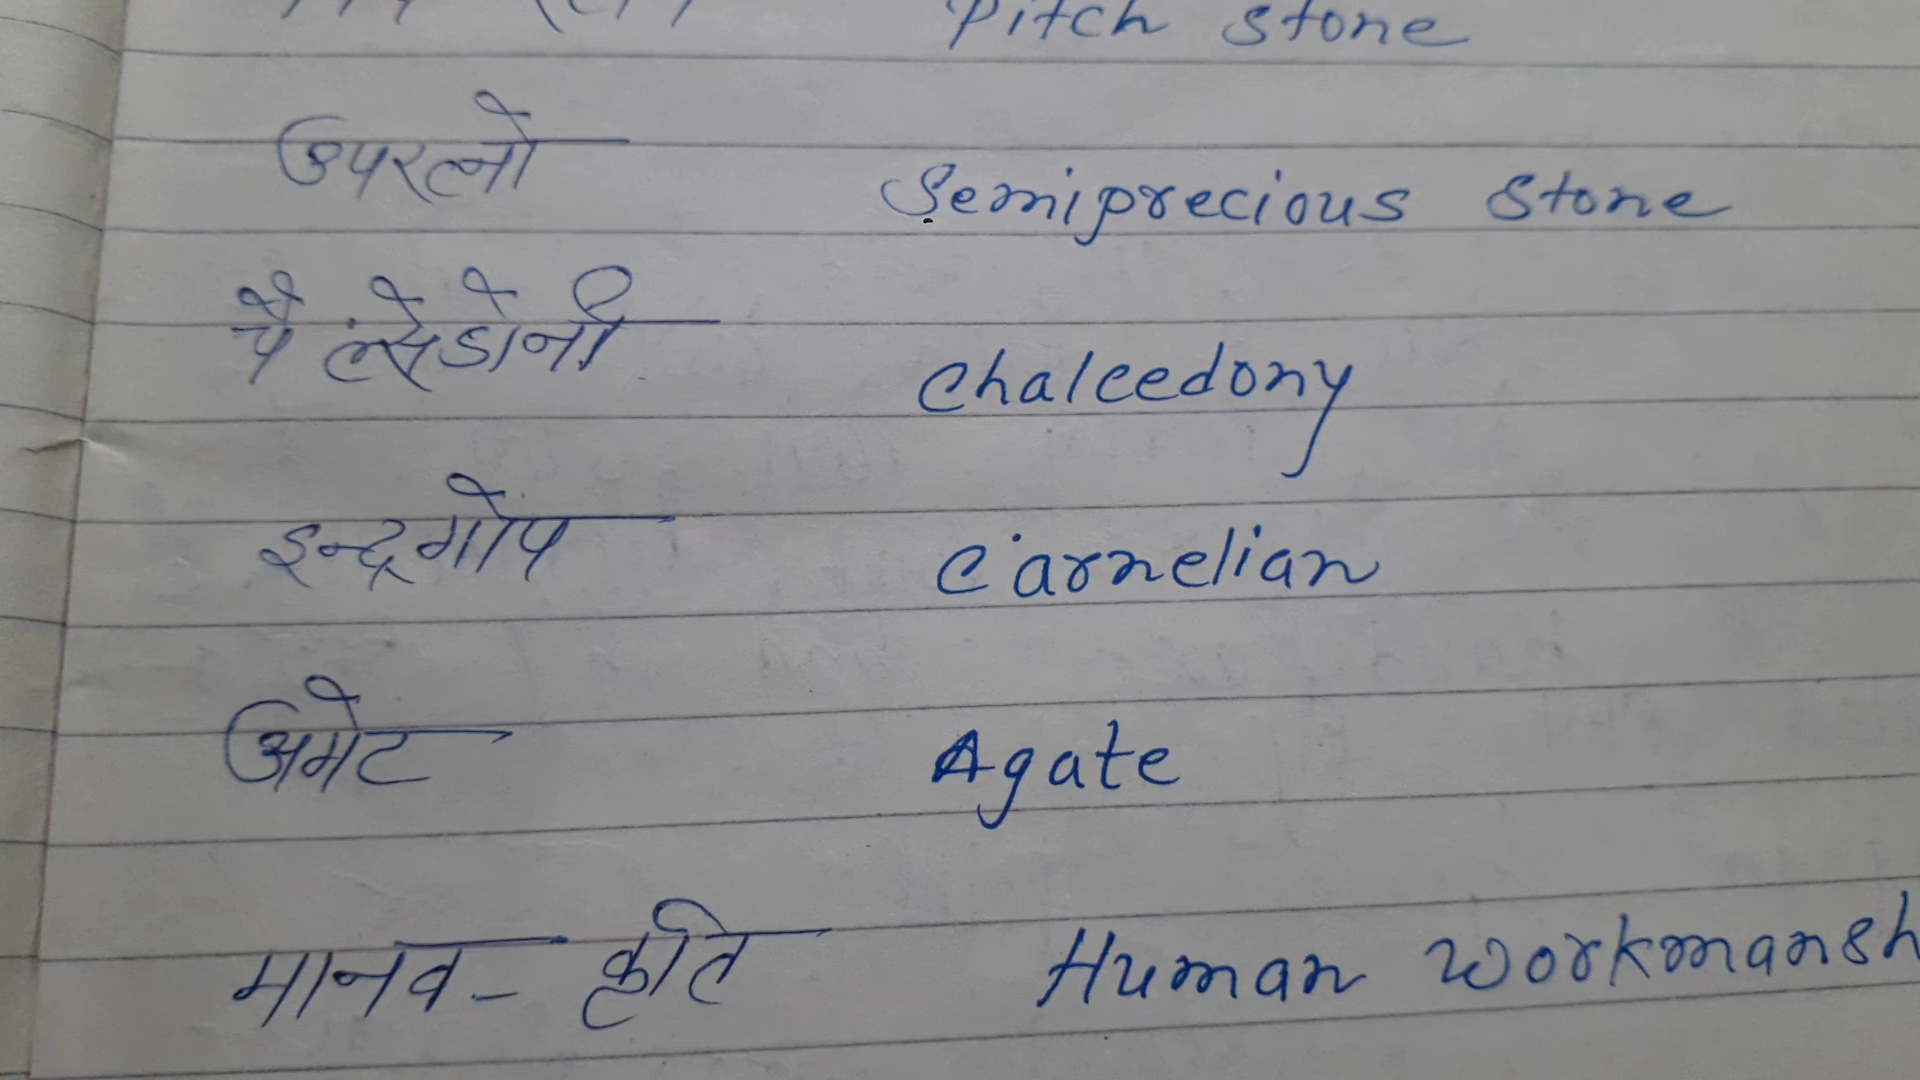 Pitch Stone
उपरत्नो Semiprecious Stone
Chalcedony
इन्द्रगोप Carnelian
अगेट Agate
मानव - कृति Human Workmansh